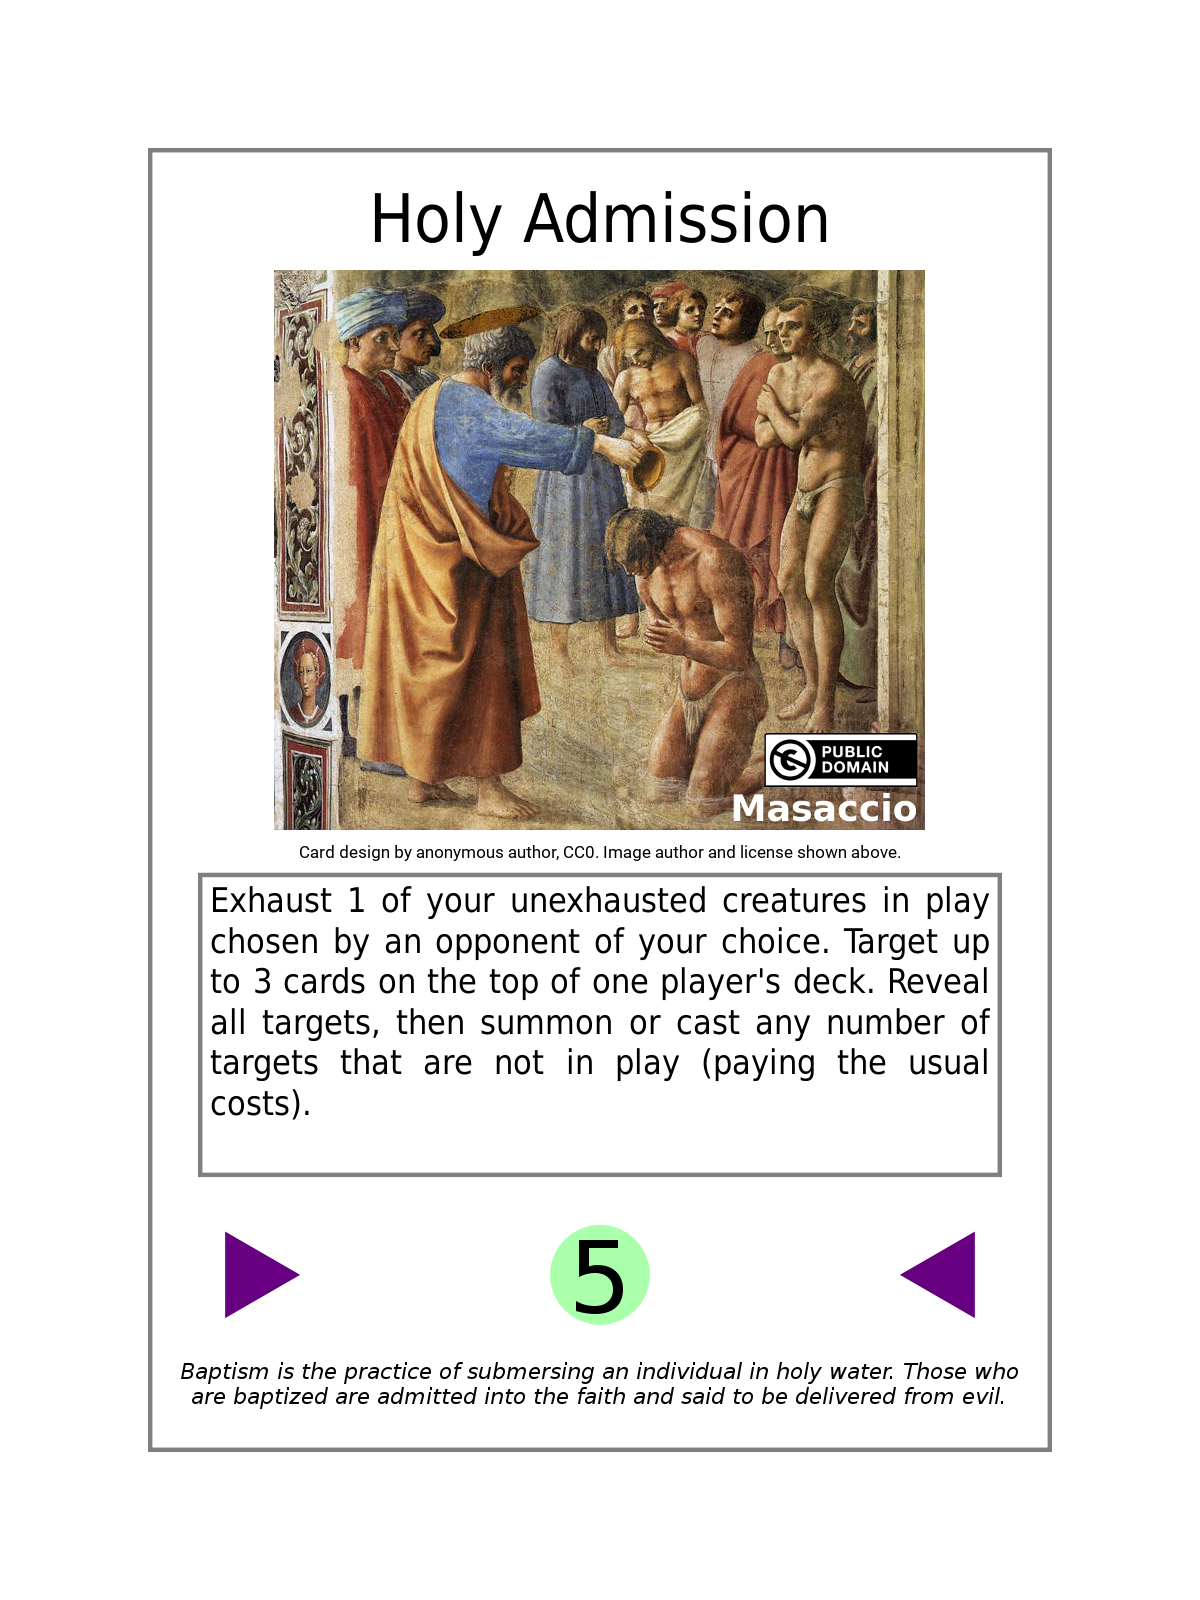 Holy Admission
PUBLIC
DOMAIN
Masaccio
Card design by anonymous author, CC0. Image author and license shown above.
Exhaust 1 of your unexhausted creatures in play
chosen by an opponent of your choice. Target up
to 3 cards on the top of one player's deck. Reveal
all targets, then summon or cast any number of
targets that are not in play (paying the usual
costs).
5
Baptism is the practice of submersing an individual in holy water. Those who
are baptized are admitted into the faith and said to be delivered from evil.